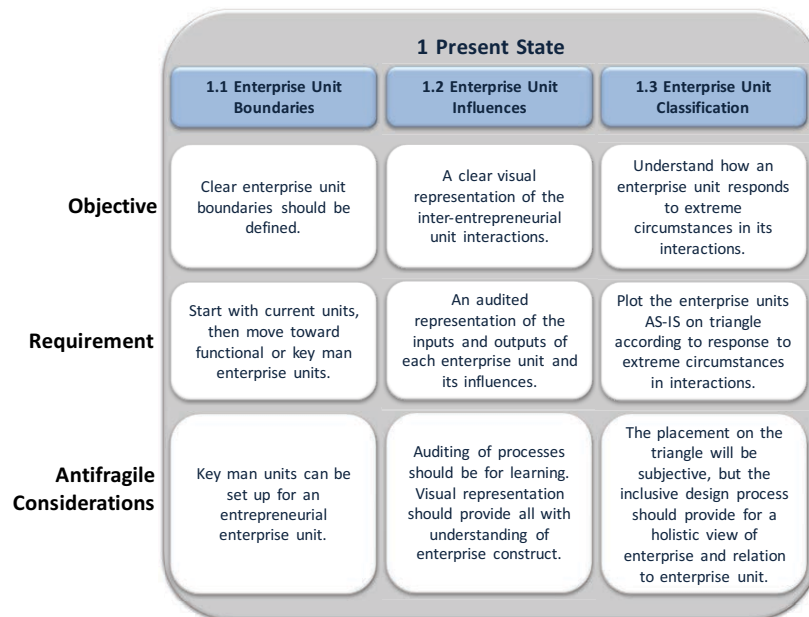 1 Present State
1.1 Enterprise Unit
Boundaries
1.2 Enterprise Unit
Influences
1.3 Enterprise Unit
Classification
Objective
Clear enterprise unit
boundaries should be
defined.
A clear visual
representation of the
inter-entrepreneurial
unit interactions.
Understand how an
enterprise unit responds
to extreme
circumstances in its
interactions.
Requirement
Start with current units,
then move toward
functional or key man
enterprise units.
An audited
representation of the
inputs and outputs of
each enterprise unit and
its influences.
Plot the enterprise units
AS-IS on triangle
according to response to
extreme circumstances
in interactions.
Antifragile
Considerations
Key man units can be
set up for an
entrepreneurial
enterprise unit.
Auditing of processes
should be for learning.
Visual representation
should provide all with
understanding of
enterprise construct.
The placement on the
triangle will be
subjective, but the
inclusive design process
should provide for a
holistic view of
enterprise and relation
to enterprise unit.